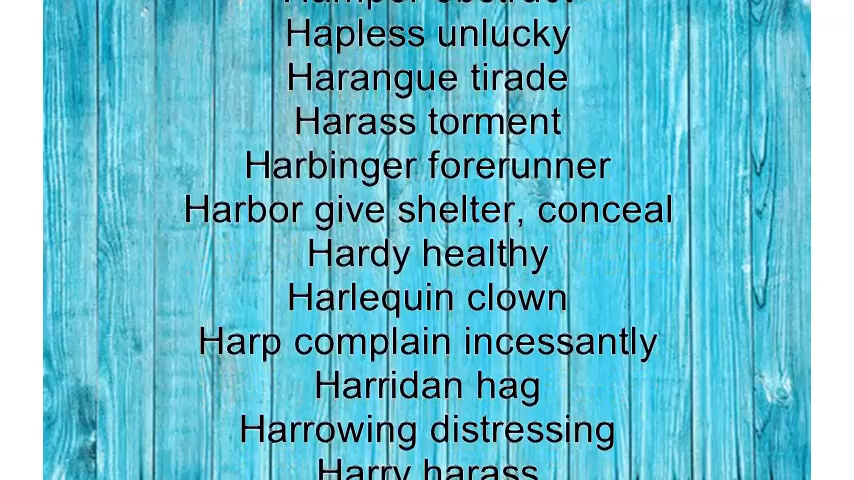 Hamper obstruct
Hapless unlucky
Harangue tirade
Harass torment
Harbinger forerunner
Harbor give shelter, conceal
Hardy healthy
Harlequin clown
Harp complain incessantly
Harridan hag
Harrowing distressing
Harry harass